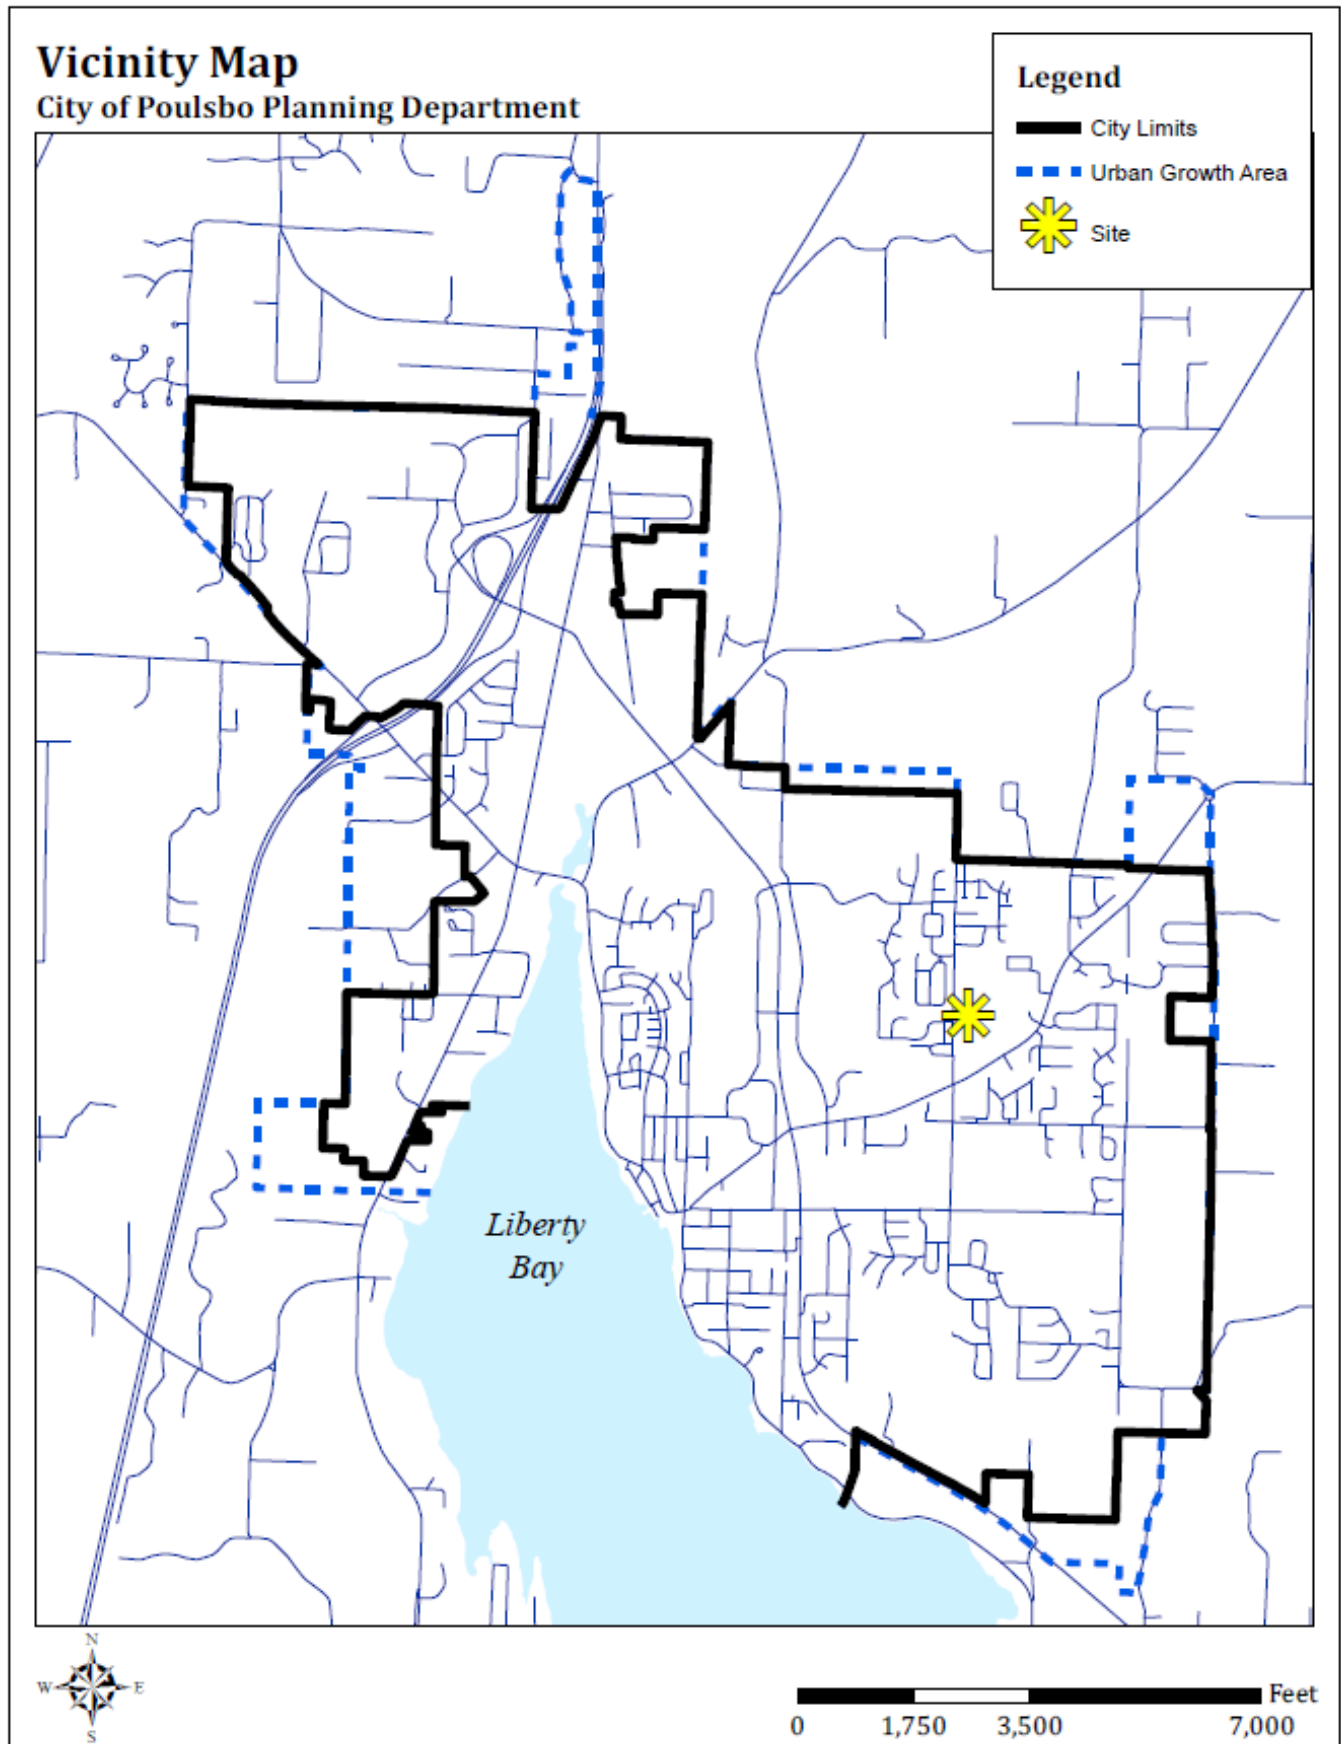 Vicinity Map
City of Poulsbo Planning Department
Legend
City Limits
Urban Growth Area
Site
Liberty
Bay
N
W E
S
Feet
0 1,750 3,500 7,000